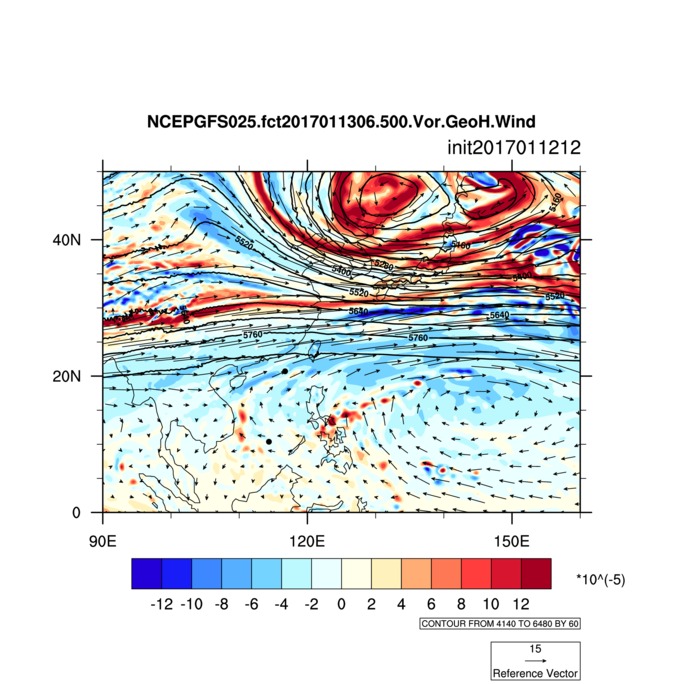 NCEPGFS025.fct2017011306.500.Vor.GeoH.Wind
init2017011212
5160
40N
5520
5160
5280
5400
5400
5520
5520
5640
5640
5640
5760
5760
20N
0
90E 120E 150E
-12 -10 -8 -6 -4 -2 0 2 4 6 8 10 12
*10^(-5)
CONTOUR FROM 4140 TO 6480 BY 60
15
Reference Vector